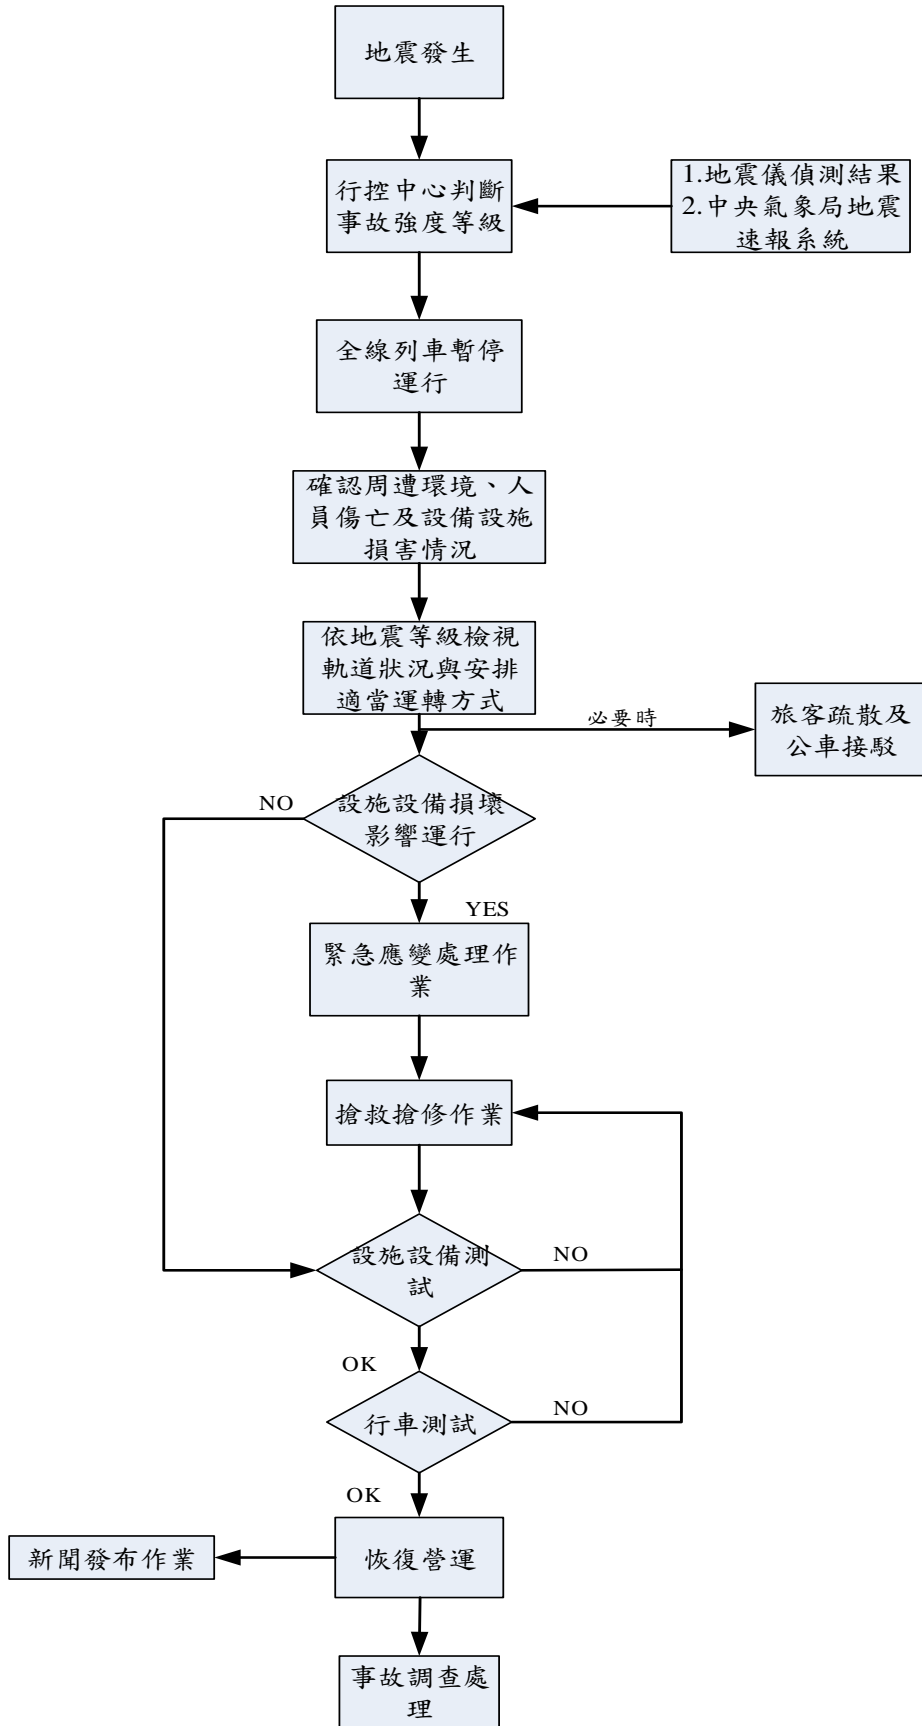 地震發生
行控中心判斷
事故強度等級
1.地震儀偵測結果
2.中央氣象局地震
速報系統
全線列車暫停
運行
確認周遭環境、人
員傷亡及設備設施
損害情況
依地震等級檢視
軌道狀況與安排
適當運轉方式
必要時
旅客疏散及
公車接駁
NO
設施設備損壞
影響運行
YES
緊急應變處理作
業
搶救搶修作業
設施設備測
試
NO
OK
行車測試
NO
OK
新聞發布作業
恢復營運
事故調查處
理